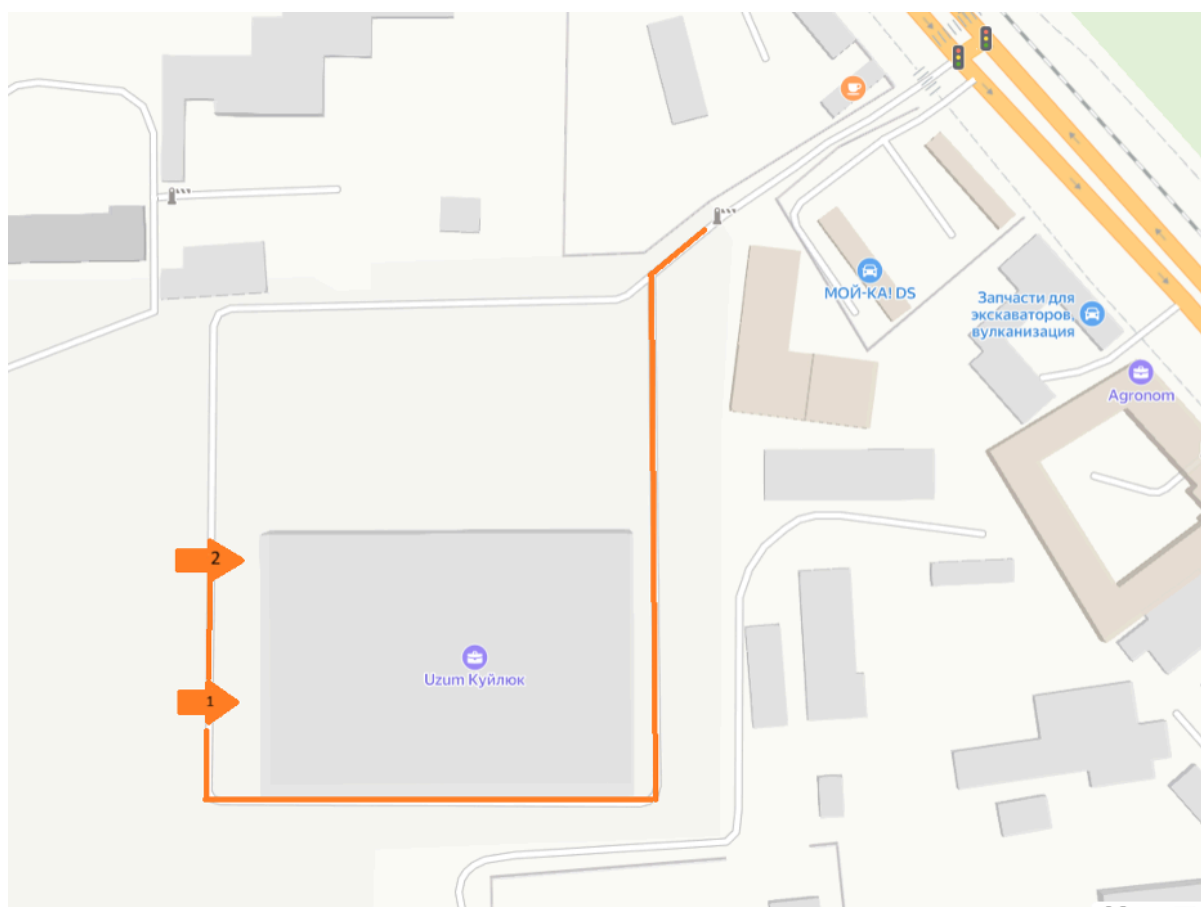 МОЙ-КА! DS
Запчасти для
экскаваторов,
вулканизация
Agronom
2
Uzum Куйлюк
1